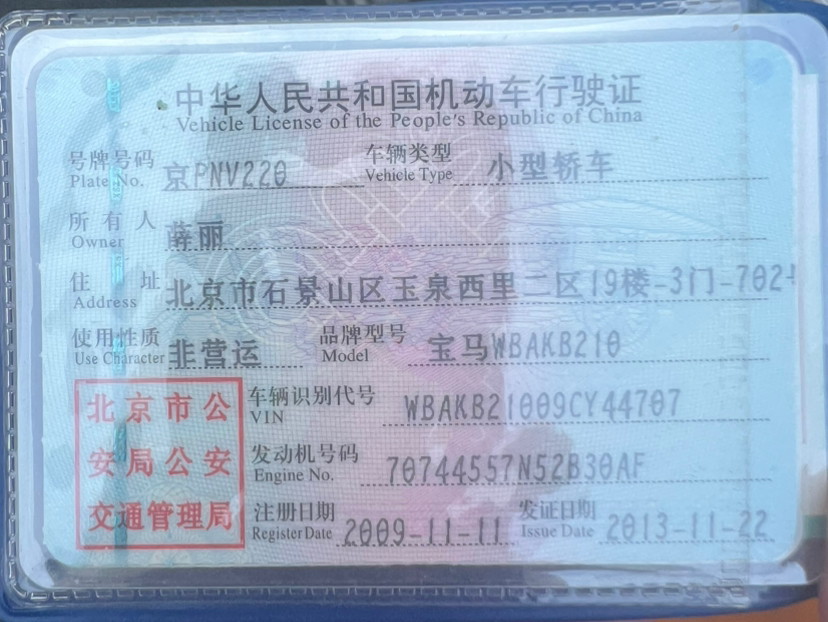 中华人民共和国机动车行驶证
Vehicle License of the People's Republic of China
号牌号码 京PNV220 车辆类型 小型轿车
Plate No. Vehicle Type
所有人 薛丽
Owner
住址 北京市石景山区玉泉西里二区19楼-3门-702号
Address
使用性质 非营运 品牌型号 宝马WBAKB210
Use Character Model
北京市公 车辆识别代号 WBAKB21009CY44707
VIN
安局公安 发动机号码 70744557N52B30AF
Engine No.
交通管理局 注册日期 2009-11-11 发证日期 2013-11-22
Register Date Issue Date